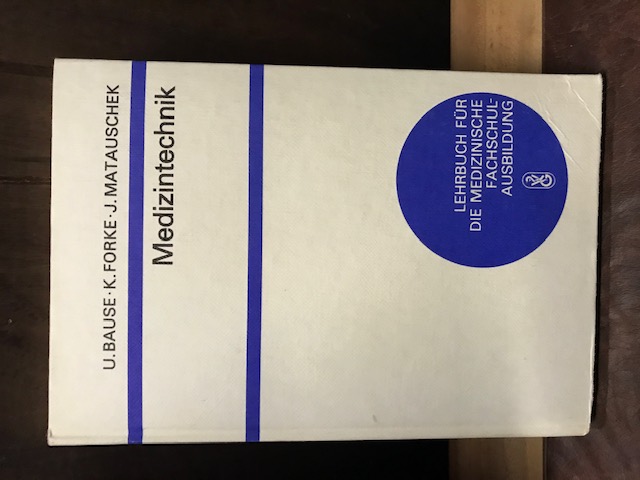 U. BAUSE · K. FORKE · J. MATAUSCHEK
Medizintechnik
LEHRBUCH FÜR
DIE MEDIZINISCHE
FACHSCHUL-
AUSBILDUNG